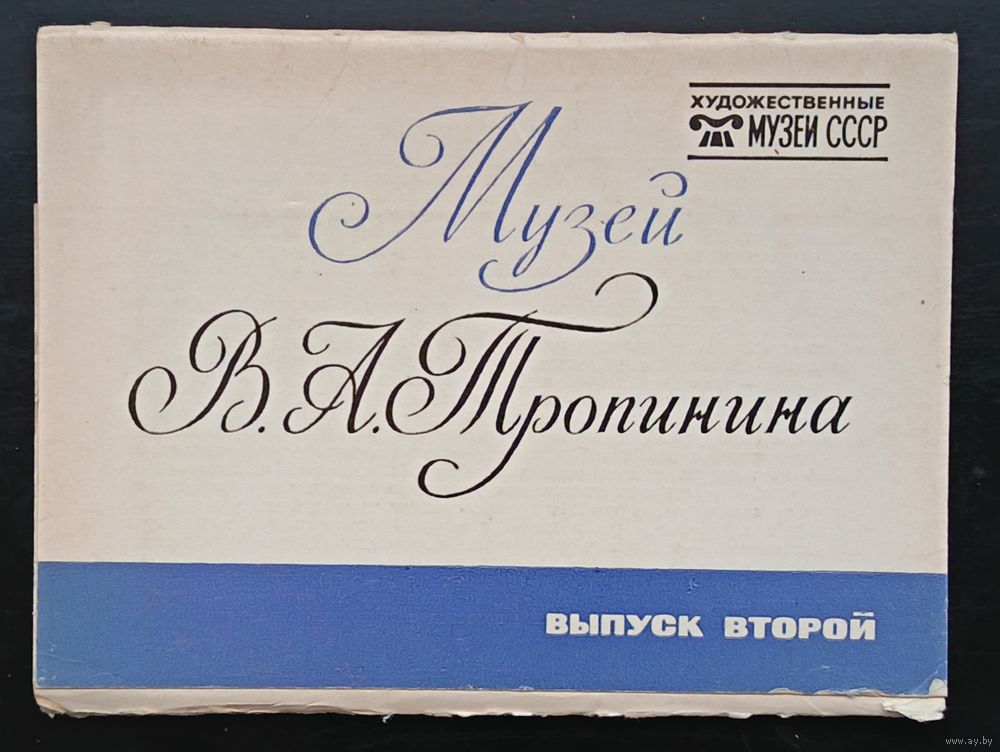 ХУДОЖЕСТВЕННЫЕ
МУЗЕИ СССР
Музей
В. А. Тропинина
ВЫПУСК ВТОРОЙ
www.ay.by